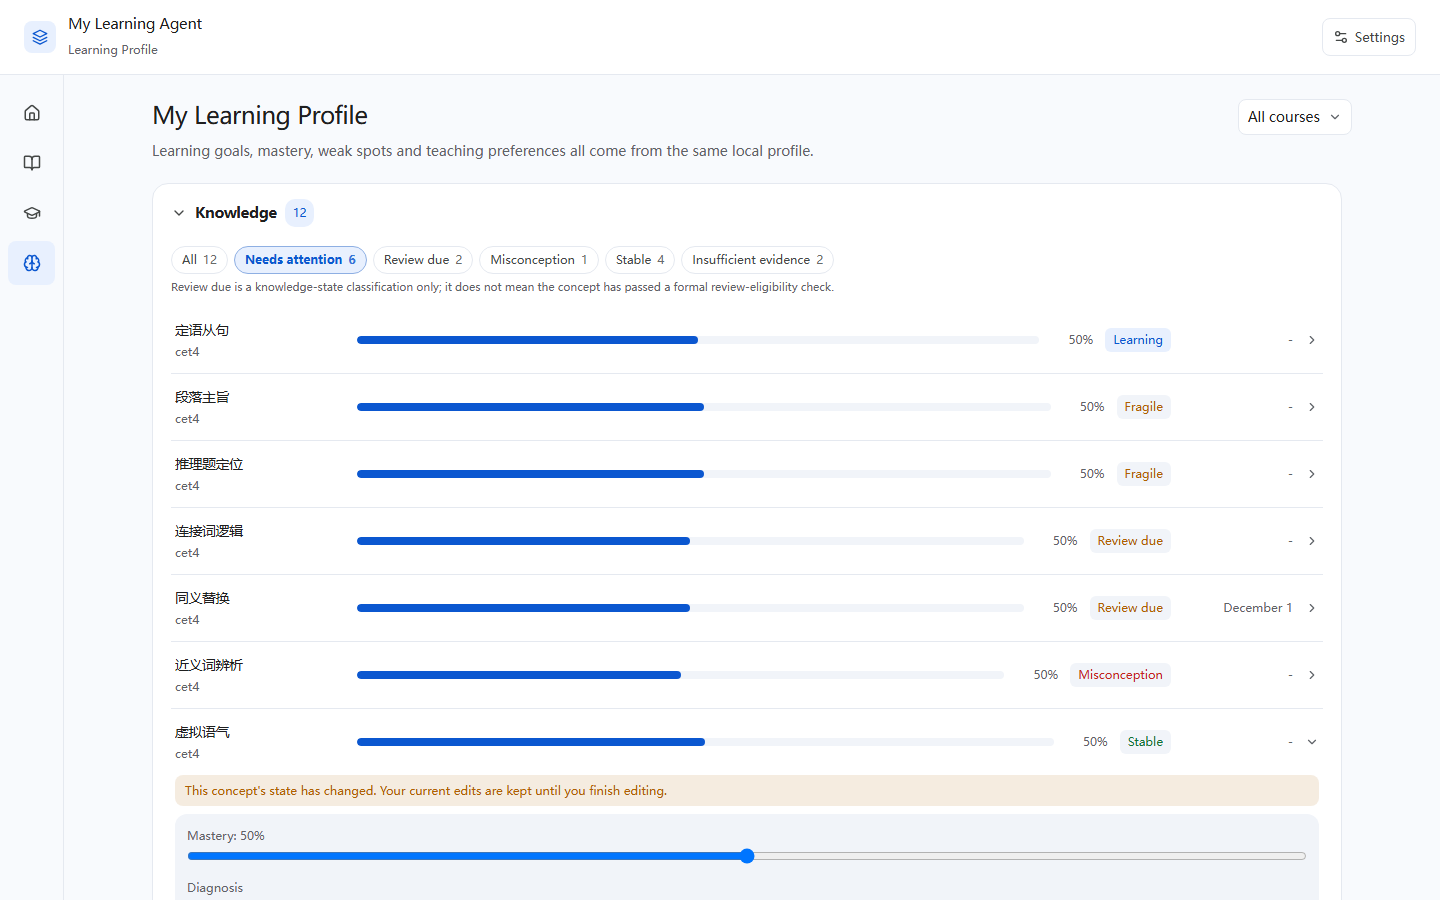 My Learning Agent
Learning Profile
Settings
My Learning Profile
All courses
Learning goals, mastery, weak spots and teaching preferences all come from the same local profile.
Knowledge 12
All 12 Needs attention 6 Review due 2 Misconception 1 Stable 4 Insufficient evidence 2
Review due is a knowledge-state classification only; it does not mean the concept has passed a formal review-eligibility check.
定语从句
cet4
50% Learning -
段落主旨
cet4
50% Fragile -
推理题定位
cet4
50% Fragile -
连接词逻辑
cet4
50% Review due -
同义替换
cet4
50% Review due December 1
近义词辨析
cet4
50% Misconception -
虚拟语气
cet4
50% Stable -
This concept's state has changed. Your current edits are kept until you finish editing.
Mastery: 50%
Diagnosis